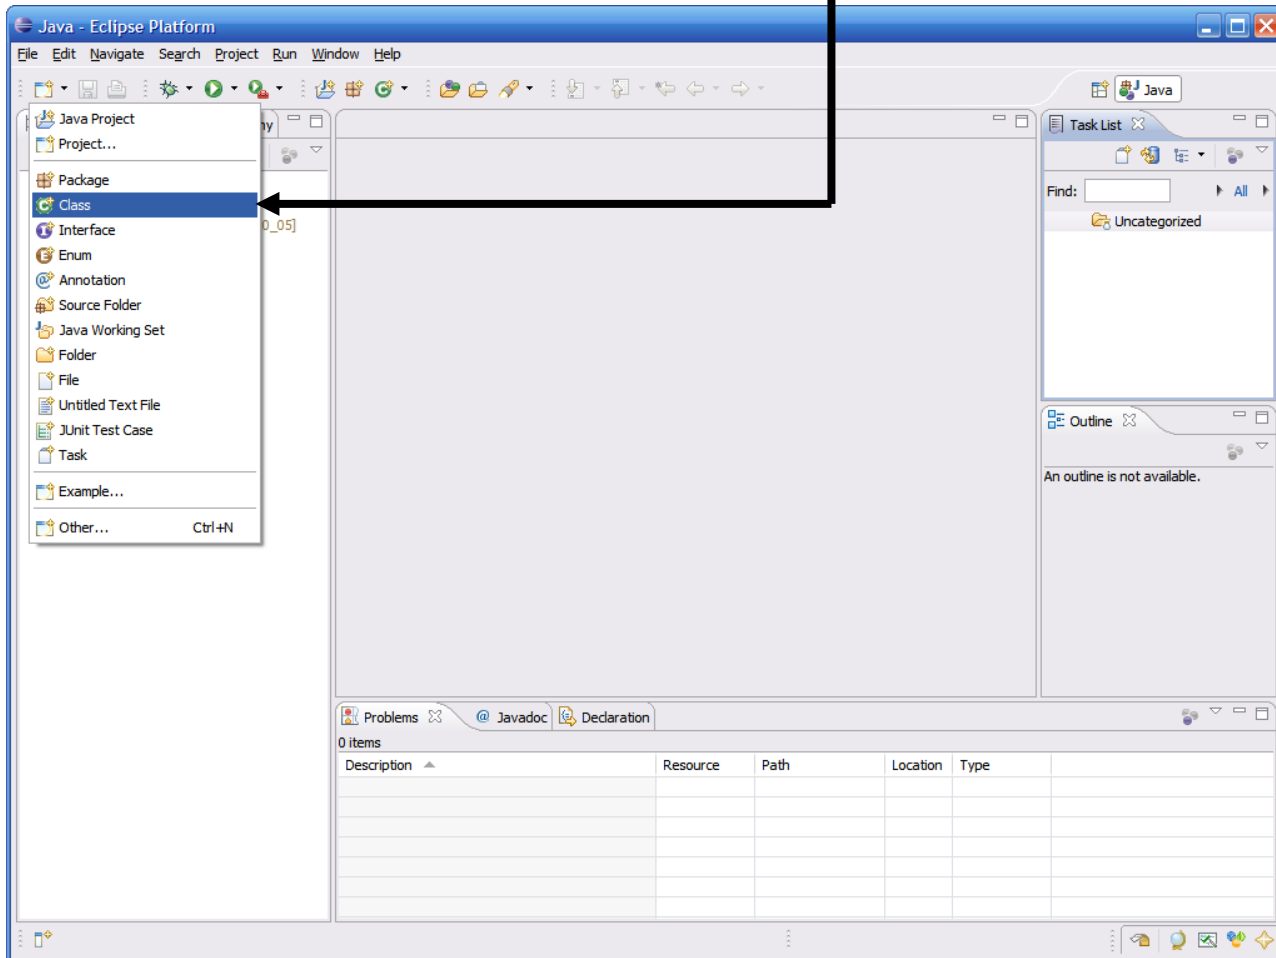 Java - Eclipse Platform
File Edit Navigate Search Project Run Window Help
Java
Java Project
Project...
Package
Class
Interface
Enum
Annotation
Source Folder
Java Working Set
Folder
File
Untitled Text File
JUnit Test Case
Task
Example...
Other... Ctrl+N
hy
0_05]
Task List
Find: All
Uncategorized
Outline
An outline is not available.
Problems @ Javadoc Declaration
0 items
Description Resource Path Location Type